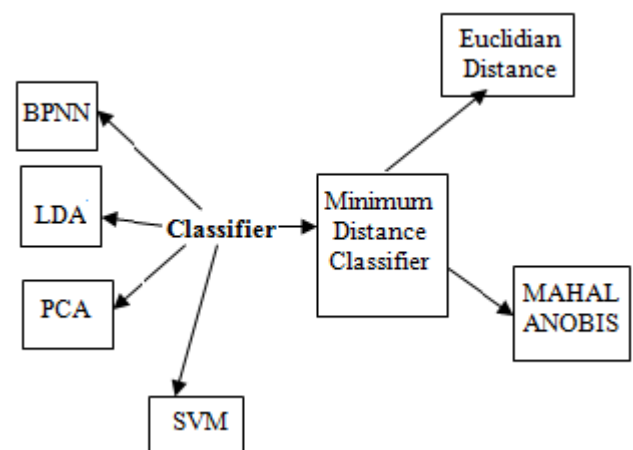 Euclidian
Distance
BPNN
LDA
Classifier
Minimum
Distance
Classifier
PCA
MAHAL
ANOBIS
SVM